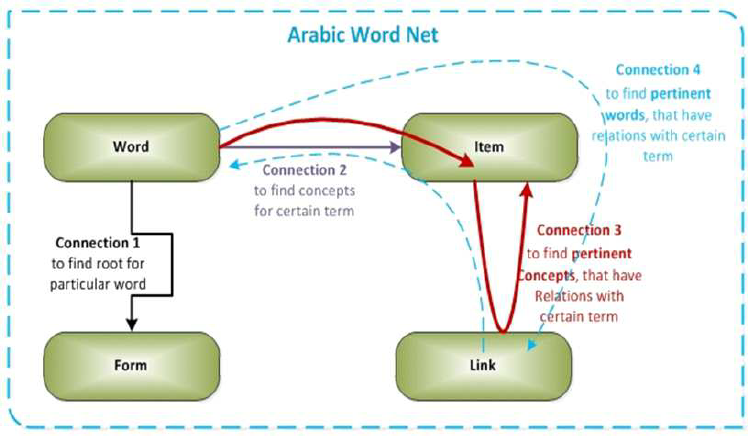 Arabic Word Net
Connection 4
to find pertinent
words, that have
relations with certain
term
Word
Item
Connection 2
to find concepts
for certain term
Connection 1
to find root for
particular word
Connection 3
to find pertinent
Concepts, that have
Relations with
certain term
Form
Link